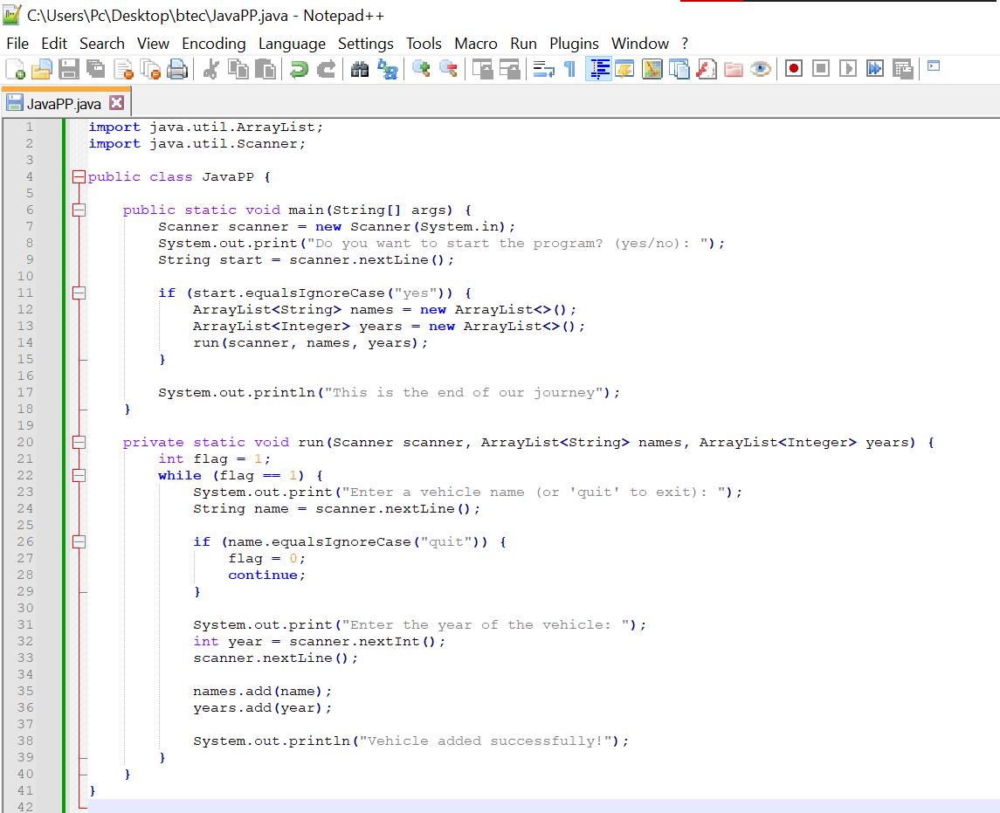 C:\Users\Pc\Desktop\btec\JavaPP.java - Notepad++
File Edit Search View Encoding Language Settings Tools Macro Run Plugins Window ?
JavaPP.java
1 import java.util.ArrayList;
2 import java.util.Scanner;
3
4 public class JavaPP {
5
6     public static void main(String[] args) {
7         Scanner scanner = new Scanner(System.in);
8         System.out.print("Do you want to start the program? (yes/no): ");
9         String start = scanner.nextLine();
10
11         if (start.equalsIgnoreCase("yes")) {
12             ArrayList<String> names = new ArrayList<>();
13             ArrayList<Integer> years = new ArrayList<>();
14             run(scanner, names, years);
15         }
16
17         System.out.println("This is the end of our journey");
18     }
19
20     private static void run(Scanner scanner, ArrayList<String> names, ArrayList<Integer> years) {
21         int flag = 1;
22         while (flag == 1) {
23             System.out.print("Enter a vehicle name (or 'quit' to exit): ");
24             String name = scanner.nextLine();
25
26             if (name.equalsIgnoreCase("quit")) {
27                 flag = 0;
28                 continue;
29             }
30
31             System.out.print("Enter the year of the vehicle: ");
32             int year = scanner.nextInt();
33             scanner.nextLine();
34
35             names.add(name);
36             years.add(year);
37
38             System.out.println("Vehicle added successfully!");
39         }
40     }
41 }
42